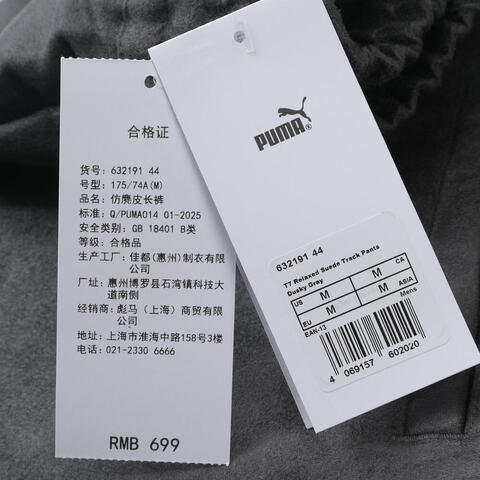 合格证
货号: 632191 44
号型: 175/74A(M)
品名: 仿麂皮长裤
标准: Q/PUMA014 01-2025
安全类别: GB 18401 B类
等级: 合格品
生产工厂: 佳都(惠州)制衣有限
公司
厂址: 惠州博罗县石湾镇科技大
道南侧
经销商: 彪马（上海）商贸有限
公司
地址: 上海市淮海中路158号3楼
电话: 021-2330 6666
RMB 699
PUMA®
632191 44
T7 Relaxed Suede Track Pants
Dusky Gray
US M M CA
EU M M ASIA
EAN-13 Mens
4 069157 602020